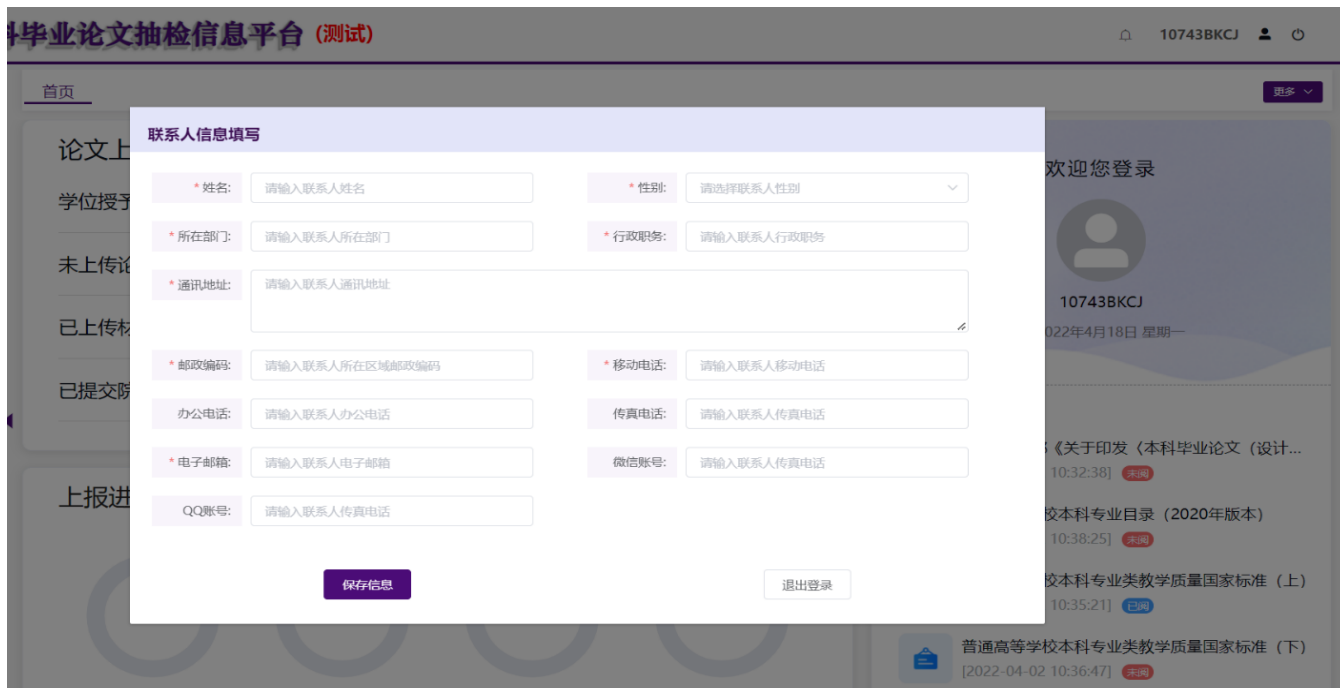 毕业论文抽检信息平台 (测试)
10743BKCJ
首页
更多
联系人信息填写
论文上
欢迎您登录
* 姓名: 请输入联系人姓名
* 性别: 请选择联系人性别
学位授予
* 所在部门: 请输入联系人所在部门
* 行政职务: 请输入联系人行政职务
未上传论
* 通讯地址: 请输入联系人通讯地址
10743BKCJ
已上传材
022年4月18日 星期一
* 邮政编码: 请输入联系人所在区域邮政编码
* 移动电话: 请输入联系人移动电话
已提交院
办公电话: 请输入联系人办公电话
传真电话: 请输入联系人传真电话
《关于印发〈本科毕业论文（设计...
* 电子邮箱: 请输入联系人电子邮箱
微信账号: 请输入联系人传真电话
10:32:38] 未阅
上报进
QQ账号: 请输入联系人传真电话
校本科专业目录（2020年版本）
10:38:25] 未阅
保存信息
退出登录
校本科专业类教学质量国家标准（上）
10:35:21] 已阅
普通高等学校本科专业类教学质量国家标准（下）
[2022-04-02 10:36:47] 未阅